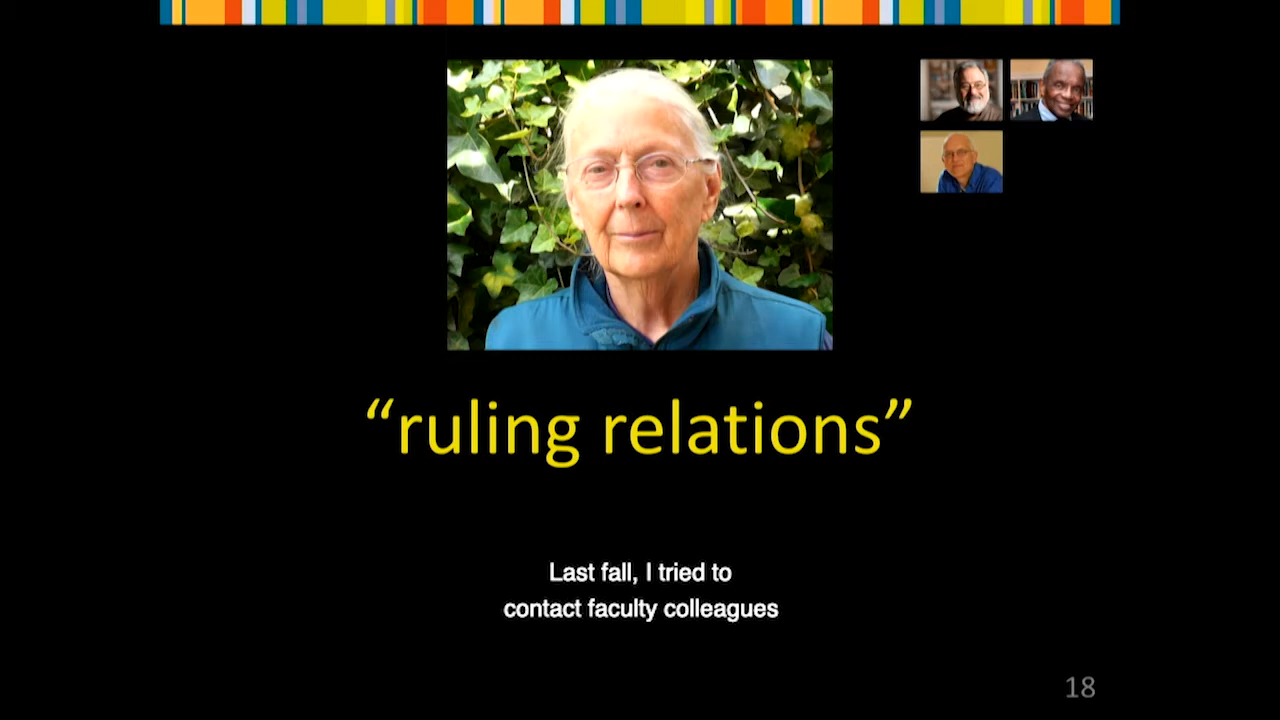 “ruling relations”
Last fall, I tried to
contact faculty colleagues
18